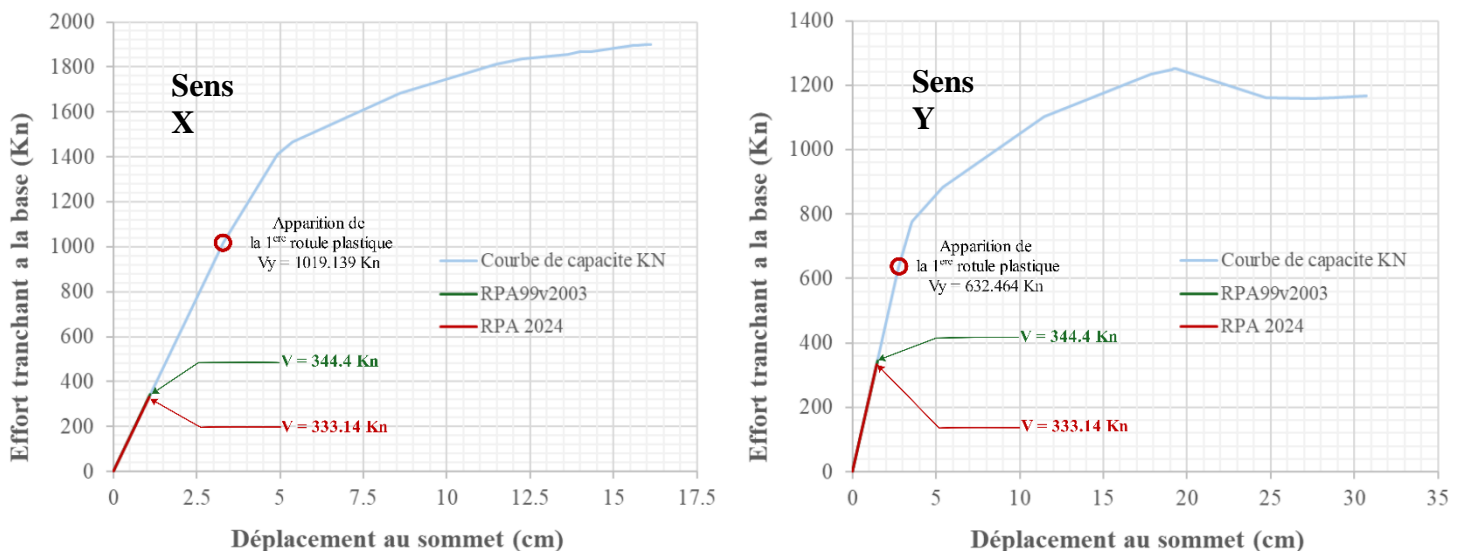 Effort tranchant a la base (Kn)
2000
1800
1600
1400
1200
1000
800
600
400
200
0
Sens
X
Apparition de
la 1ere rotule plastique
Vy = 1019.139 Kn
Courbe de capacite KN
RPA99v2003
RPA 2024
V = 344.4 Kn
V = 333.14 Kn
0 2.5 5 7.5 10 12.5 15 17.5
Déplacement au sommet (cm)
Effort tranchant a la base (Kn)
1400
1200
1000
800
600
400
200
0
Sens
Y
Apparition de
la 1ere rotule plastique
Vy = 632.464 Kn
Courbe de capacite KN
RPA99v2003
RPA 2024
V = 344.4 Kn
V = 333.14 Kn
0 5 10 15 20 25 30 35
Déplacement au sommet (cm)